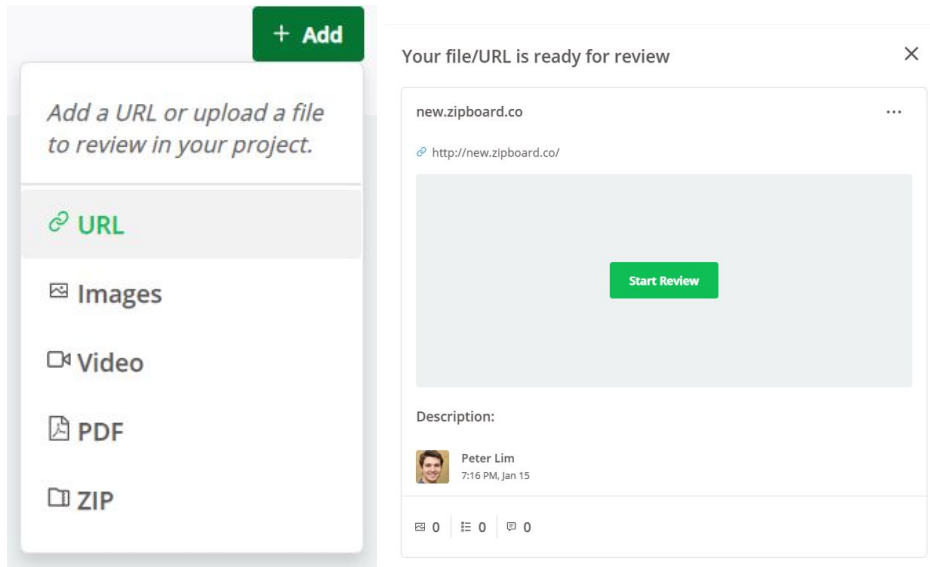 + Add
Add a URL or upload a file
to review in your project.
URL
Images
Video
PDF
ZIP
Your file/URL is ready for review
new.zipboard.co
http://new.zipboard.co/
Start Review
Description:
Peter Lim
7:16 PM, Jan 15
0 0 0